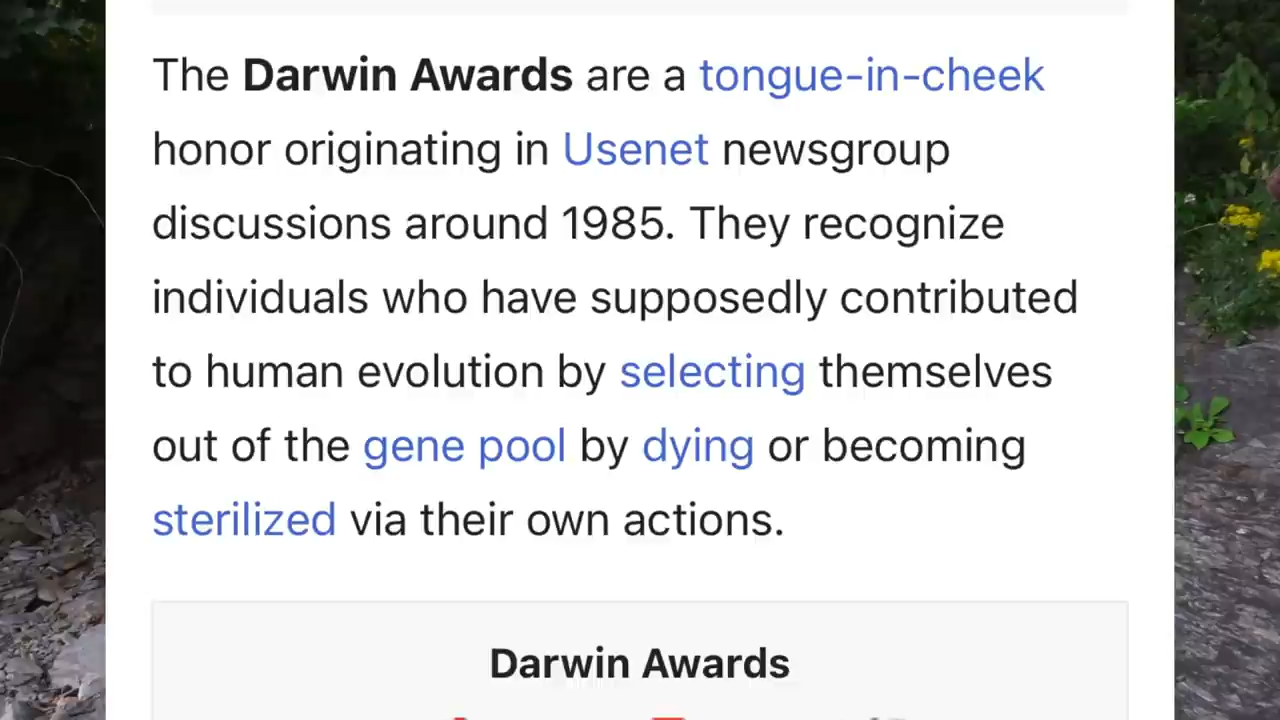 The Darwin Awards are a tongue-in-cheek
honor originating in Usenet newsgroup
discussions around 1985. They recognize
individuals who have supposedly contributed
to human evolution by selecting themselves
out of the gene pool by dying or becoming
sterilized via their own actions.
Darwin Awards